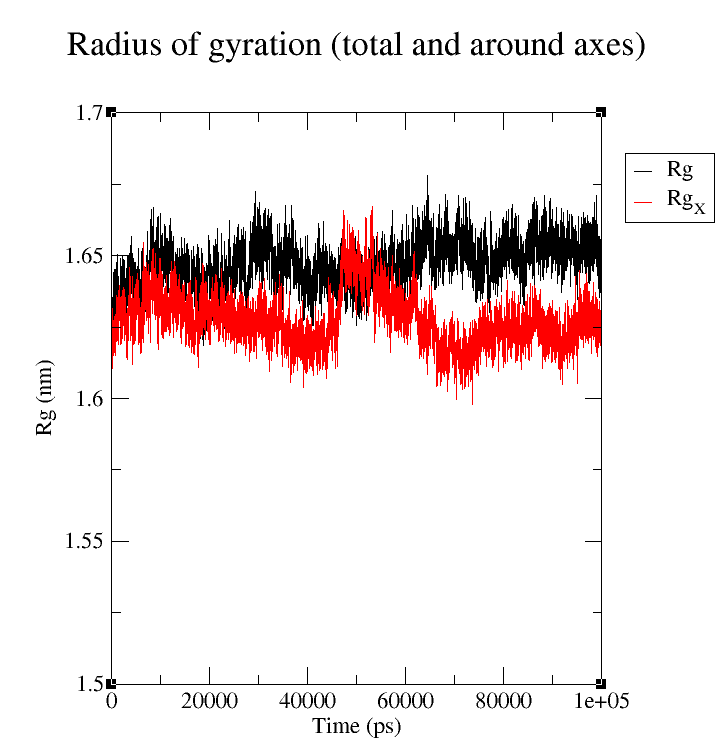 Radius of gyration (total and around axes)
1.7
1.65
1.6
1.55
1.5
Rg (nm)
0 20000 40000 60000 80000 1e+05
Time (ps)
Rg
RgX